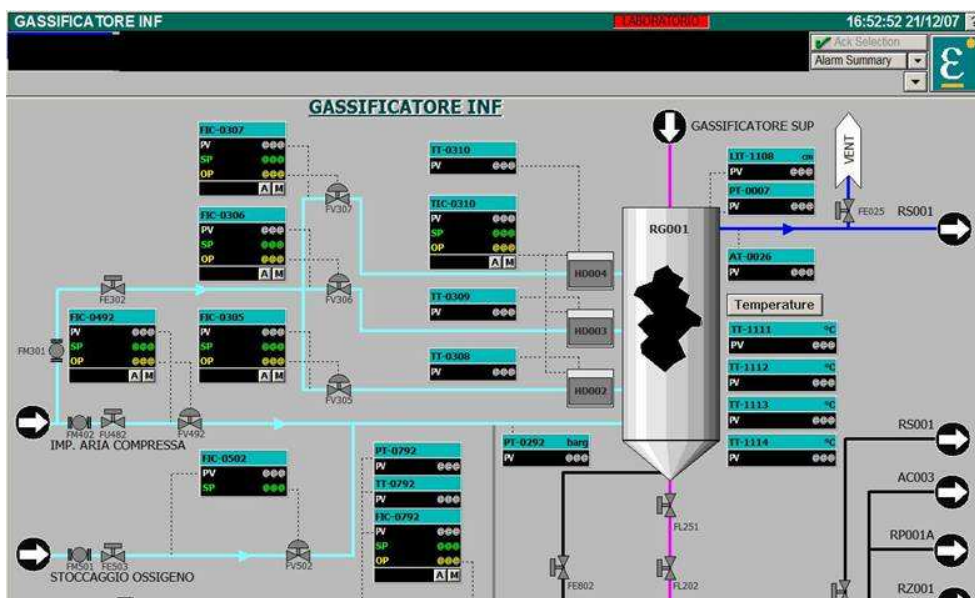 GASSIFICATORE INF
LABORATORIO
16:52:52 21/12/07
?
Ack Selection
Alarm Summary
ε
GASSIFICATORE INF
GASSIFICATORE SUP
VENT
FIC-0307
PV @@@
SP @@@
OP @@@
A M
FV307
TT-0310
PV @@@
LIT-1108 cm
PV @@@
PT-0007
PV @@@
FE025
RS001
FIC-0306
PV @@@
SP @@@
OP @@@
A M
FV306
TIC-0310
PV @@@
SP @@@
OP @@@
A M
RG001
HD004
AT-0026
PV @@@
FE302
TT-0309
PV @@@
HD003
Temperature
FIC-0492
PV @@@
SP @@@
OP @@@
A M
FM301
FIC-0305
PV @@@
SP @@@
OP @@@
A M
FV305
TT-0308
PV @@@
HD002
TT-1111 °C
PV @@@
TT-1112 °C
PV @@@
TT-1113 °C
PV @@@
TT-1114 °C
PV @@@
FM402
FU482
FV492
IMP. ARIA COMPRESSA
PT-0292 barg
PV @@@
RS001
FIC-0502
PV @@@
SP @@@
PT-0792
PV @@@
TT-0792
PV @@@
FIC-0792
PV @@@
SP @@@
OP @@@
A M
AC003
FL251
RP001A
FM501
FE503
FV502
STOCCAGGIO OSSIGENO
FE802
FL202
RZ001